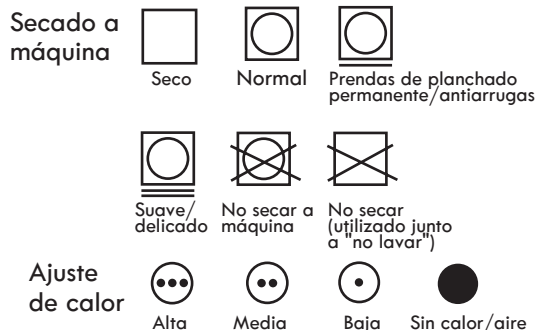 Secado a
máquina
Seco
Normal
Prendas de planchado
permanente/antiarrugas
Suave/
delicado
No secar a
máquina
No secar
(utilizado junto
a "no lavar")
Ajuste
de calor
Alta
Media
Baja
Sin calor/aire